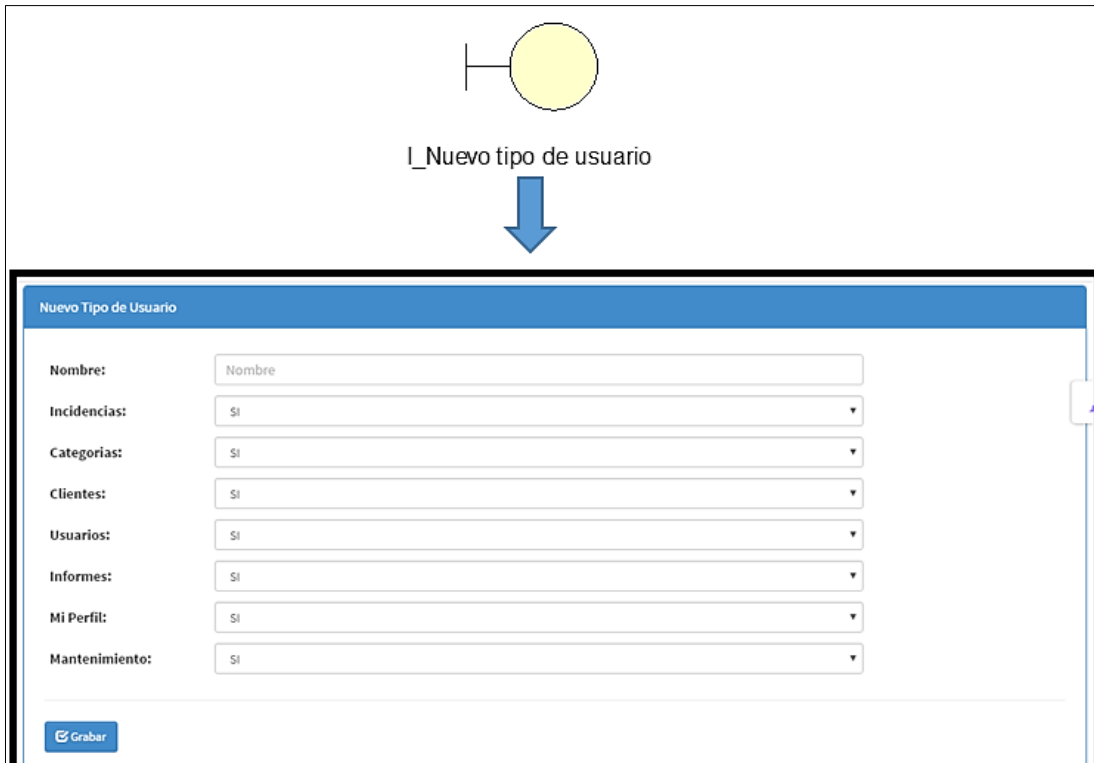 I_Nuevo tipo de usuario
Nuevo Tipo de Usuario
Nombre: Nombre
Incidencias: SI
Categorias: SI
Clientes: SI
Usuarios: SI
Informes: SI
Mi Perfil: SI
Mantenimiento: SI
Grabar